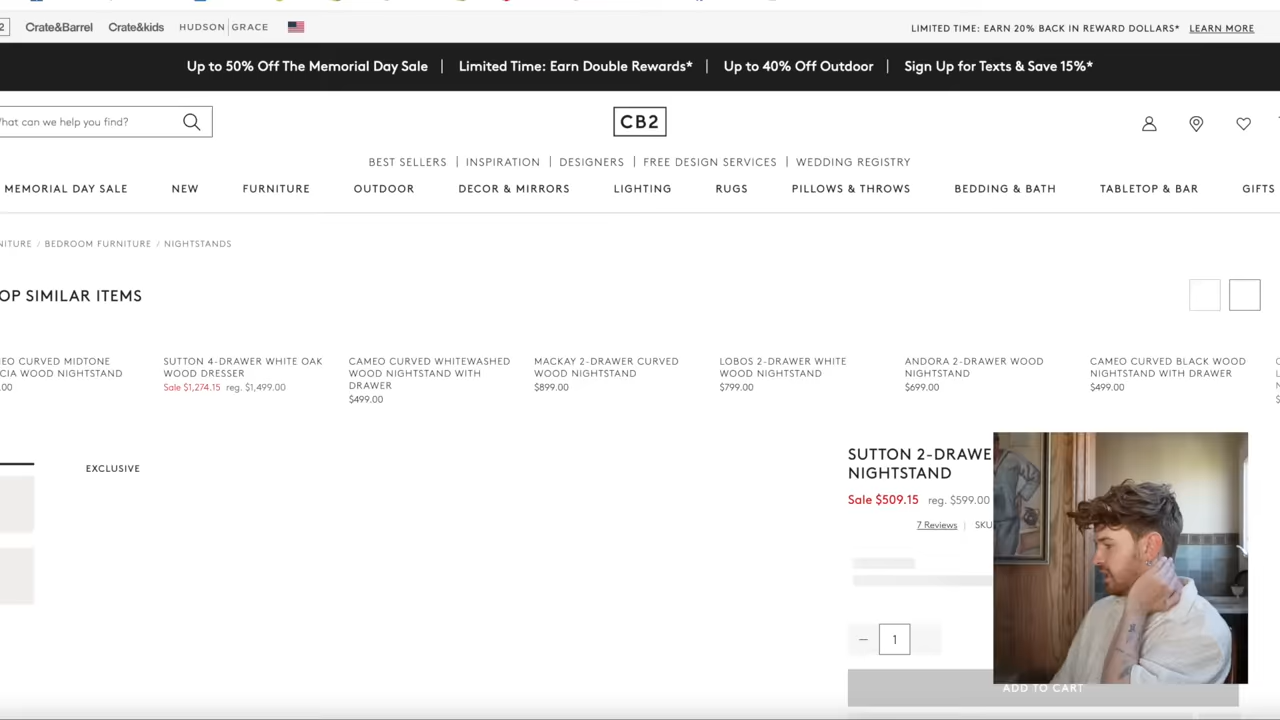 2 Crate&Barrel Crate&kids HUDSON GRACE LIMITED TIME: EARN 20% BACK IN REWARD DOLLARS* LEARN MORE
Up to 50% Off The Memorial Day Sale | Limited Time: Earn Double Rewards* | Up to 40% Off Outdoor | Sign Up for Texts & Save 15%*
hat can we help you find? CB2
BEST SELLERS | INSPIRATION | DESIGNERS | FREE DESIGN SERVICES | WEDDING REGISTRY
MEMORIAL DAY SALE NEW FURNITURE OUTDOOR DECOR & MIRRORS LIGHTING RUGS PILLOWS & THROWS BEDDING & BATH TABLETOP & BAR GIFTS
NITURE / BEDROOM FURNITURE / NIGHTSTANDS
OP SIMILAR ITEMS
EO CURVED MIDTONE
CIA WOOD NIGHTSTAND
.00
SUTTON 4-DRAWER WHITE OAK
WOOD DRESSER
Sale $1,274.15 reg. $1,499.00
CAMEO CURVED WHITEWASHED
WOOD NIGHTSTAND WITH
DRAWER
$499.00
MACKAY 2-DRAWER CURVED
WOOD NIGHTSTAND
$899.00
LOBOS 2-DRAWER WHITE
WOOD NIGHTSTAND
$799.00
ANDORA 2-DRAWER WOOD
NIGHTSTAND
$699.00
CAMEO CURVED BLACK WOOD
NIGHTSTAND WITH DRAWER
$499.00
EXCLUSIVE
SUTTON 2-DRAWE
NIGHTSTAND
Sale $509.15 reg. $599.00
7 Reviews | SKU
– 1
ADD TO CART